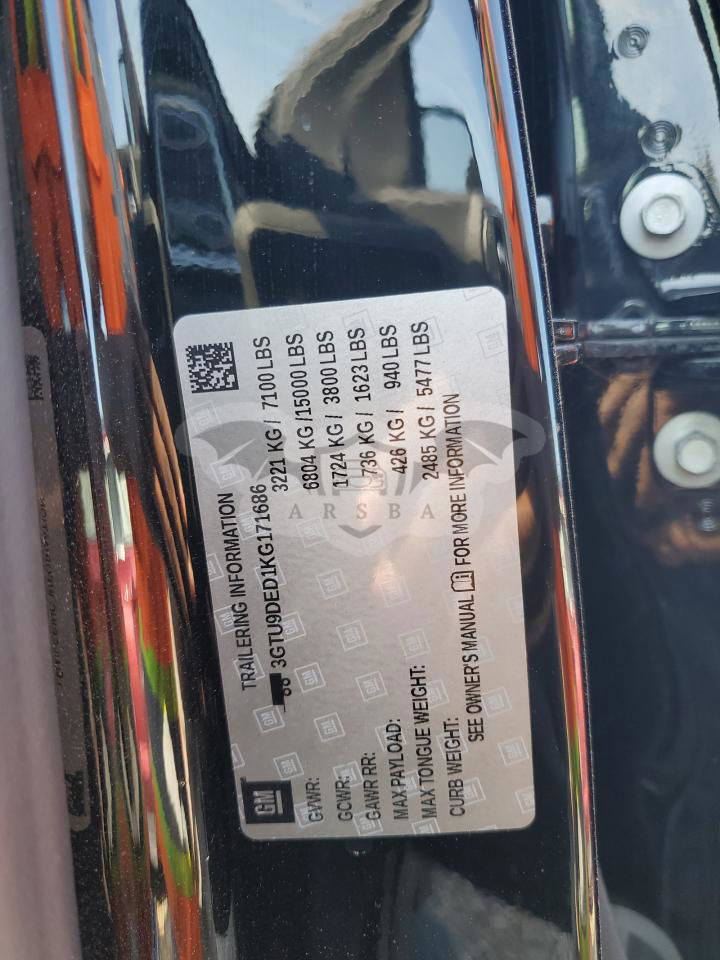 TRAILERING INFORMATION
3GTU9DED1KG171686
GM
GVWR: 3221 KG / 7100 LBS
GCWR: 6804 KG /15000 LBS
GAWR RR: 1724 KG / 3800 LBS
MAX PAYLOAD: 736 KG / 1623 LBS
MAX TONGUE WEIGHT: 426 KG / 940 LBS
CURB WEIGHT: 2485 KG / 5477 LBS
SEE OWNER'S MANUAL FOR MORE INFORMATION
ARSBA